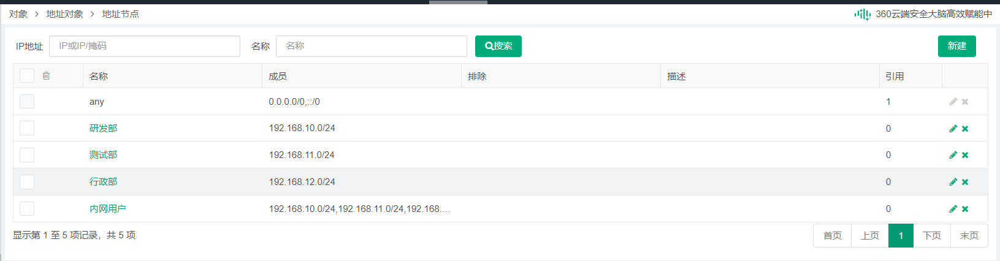 对象 > 地址对象 > 地址节点
360云端安全大脑高效赋能中
IP地址 IP或IP/掩码 名称 名称 搜索 新建
名称 成员 排除 描述 引用
any 0.0.0.0/0,::/0 1
研发部 192.168.10.0/24 0
测试部 192.168.11.0/24 0
行政部 192.168.12.0/24 0
内网用户 192.168.10.0/24,192.168.11.0/24,192.168.... 0
显示第 1 至 5 项记录，共 5 项
首页 上页 1 下页 末页